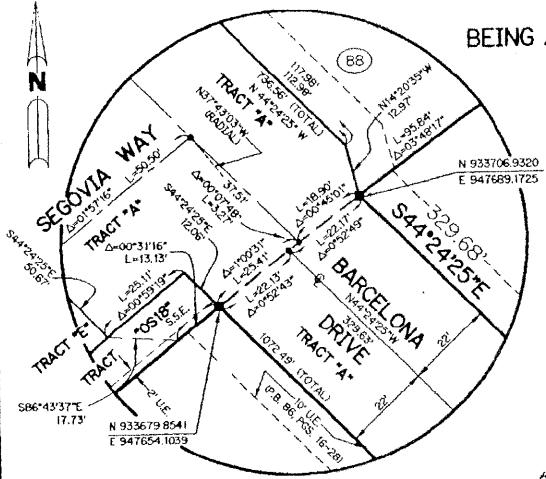 BEING
N
88
117.98'
112.96'
736.56' (TOTAL)
N 44°24'25" W
TRACT "A"
N37°43'03"W
(RADIAL)
N14°20'35"W
12.97'
L=95.84'
Δ=03°48'17"
SEGOVIA WAY
L=50.50'
Δ=01°57'16"
TRACT "A"
37.51'
Δ=00°07'48"
L=3.27'
L=18.90'
Δ=00°45'01"
N 933706.9320
E 947689.1725
S44°24'25"E
329.68'
S44°24'25"E
12.06'
Δ=00°31'16"
L=13.13'
L=22.17'
Δ=0°52'49"
Δ=1°00'31"
L=25.41'
L=22.13'
Δ=0°52'43"
S44°24'25"E
50.67'
L=25.11'
Δ=00°59'19"
BARCELONA
DRIVE
N44°24'25"W
329.63'
TRACT "A"
TRACT "E"
TRACT "OS18"
S.S.E.
S86°43'37"E
17.73'
2' U.E.
1072.49' (TOTAL)
10' U.E.
(P.B. 86, PGS. 16-28)
22'
22'
N 933679.8541
E 947654.1039